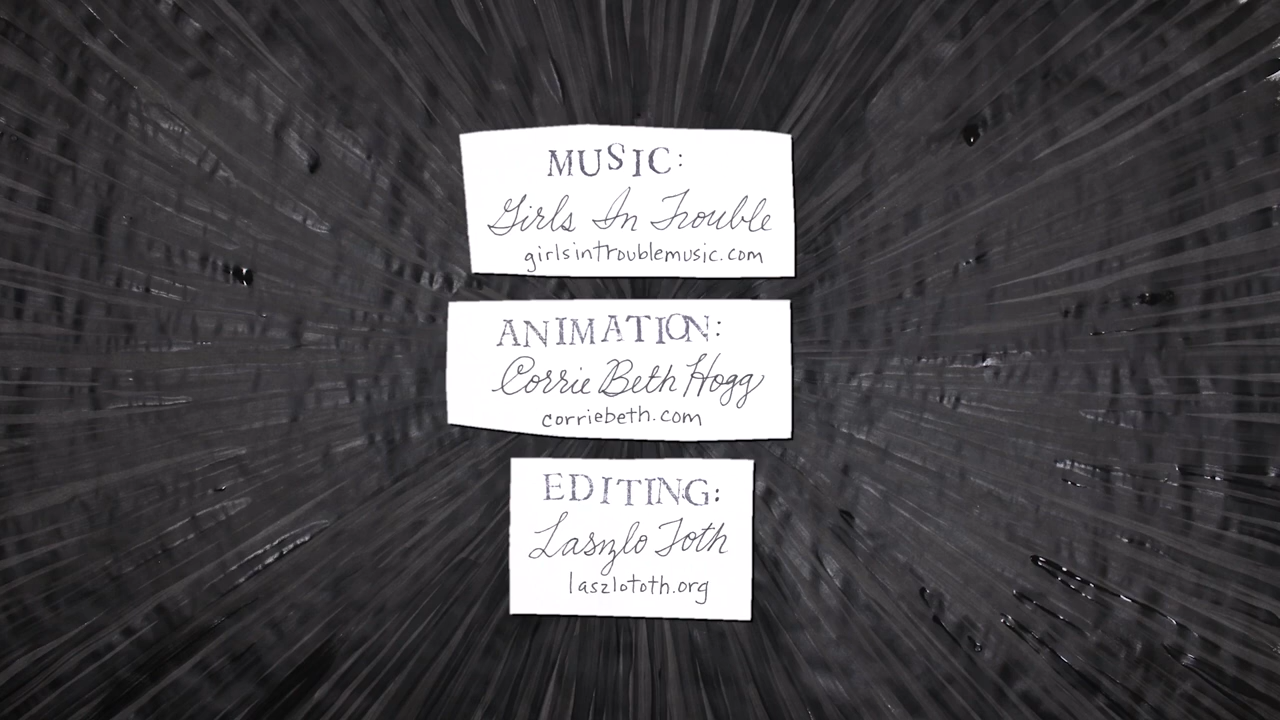 MUSIC:
Girls In Trouble
girlsintroublemusic.com
ANIMATION:
Corrie Beth Hogg
corriebeth.com
EDITING:
Laszlo Toth
laszlototh.org